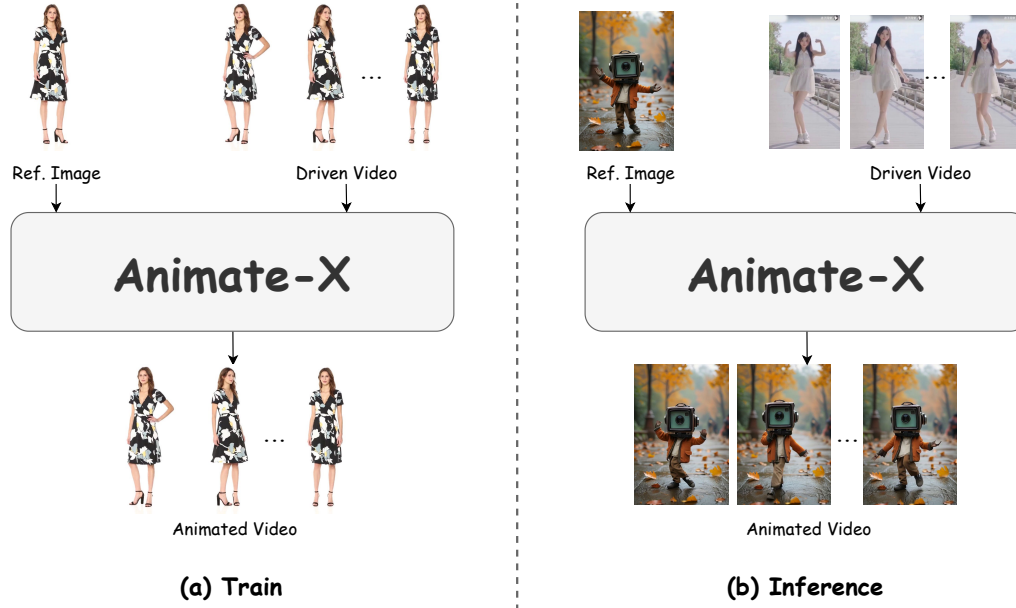 Ref. Image
Driven Video
Animate-X
Animated Video
(a) Train
Ref. Image
Driven Video
Animate-X
Animated Video
(b) Inference